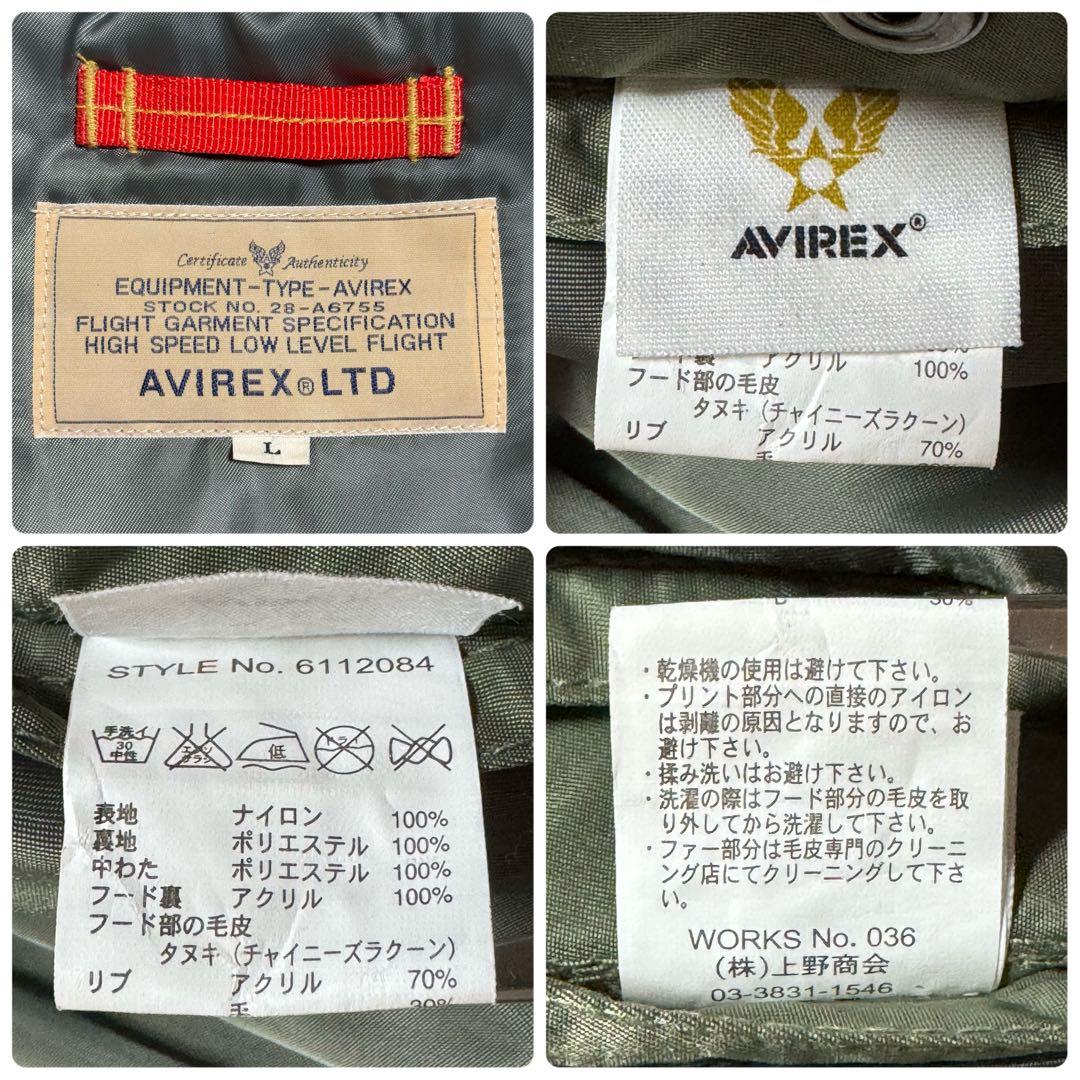 Certificate Authenticity
EQUIPMENT-TYPE-AVIREX
STOCK NO. 28-A6755
FLIGHT GARMENT SPECIFICATION
HIGH SPEED LOW LEVEL FLIGHT
AVIREX® LTD
L
AVIREX®
アクリル 100%
フード部の毛皮
タヌキ (チャイニーズラクーン)
リブ アクリル 70%
STYLE No. 6112084
手洗イ
30
中性
エンソ
サラシ
低
ドライ
表地 ナイロン 100%
裏地 ポリエステル 100%
中わた ポリエステル 100%
フード裏 アクリル 100%
フード部の毛皮
タヌキ (チャイニーズラクーン)
リブ アクリル 70%
毛 30%
30%
・乾燥機の使用は避けて下さい。
・プリント部分への直接のアイロン
は剥離の原因となりますので、お
避け下さい。
・揉み洗いはお避け下さい。
・洗濯の際はフード部分の毛皮を取
り外してから洗濯して下さい。
・ファー部分は毛皮専門のクリーニ
ング店にてクリーニングして下さ
い。
WORKS No. 036
(株)上野商会
03-3831-1546